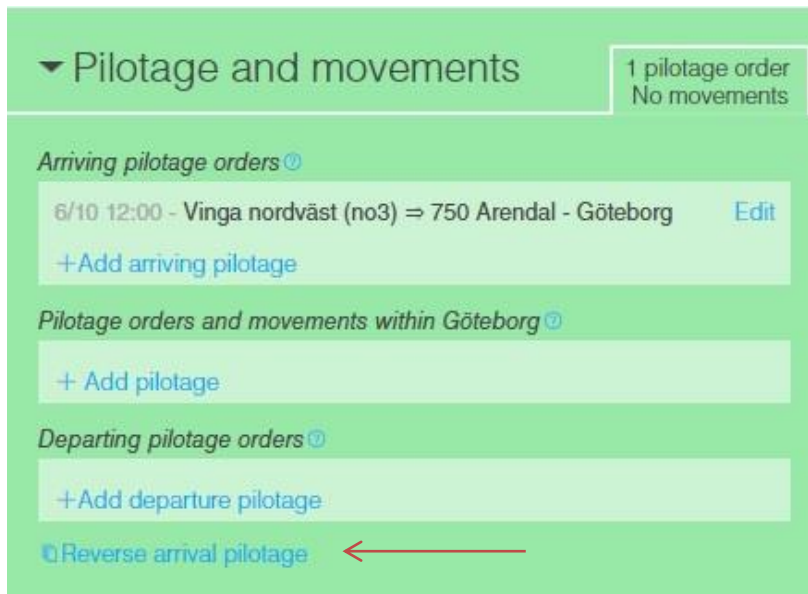 Pilotage and movements
1 pilotage order
No movements
Arriving pilotage orders
6/10 12:00 - Vinga nordväst (no3) ⇒ 750 Arendal - Göteborg Edit
+Add arriving pilotage
Pilotage orders and movements within Göteborg
+ Add pilotage
Departing pilotage orders
+Add departure pilotage
Reverse arrival pilotage